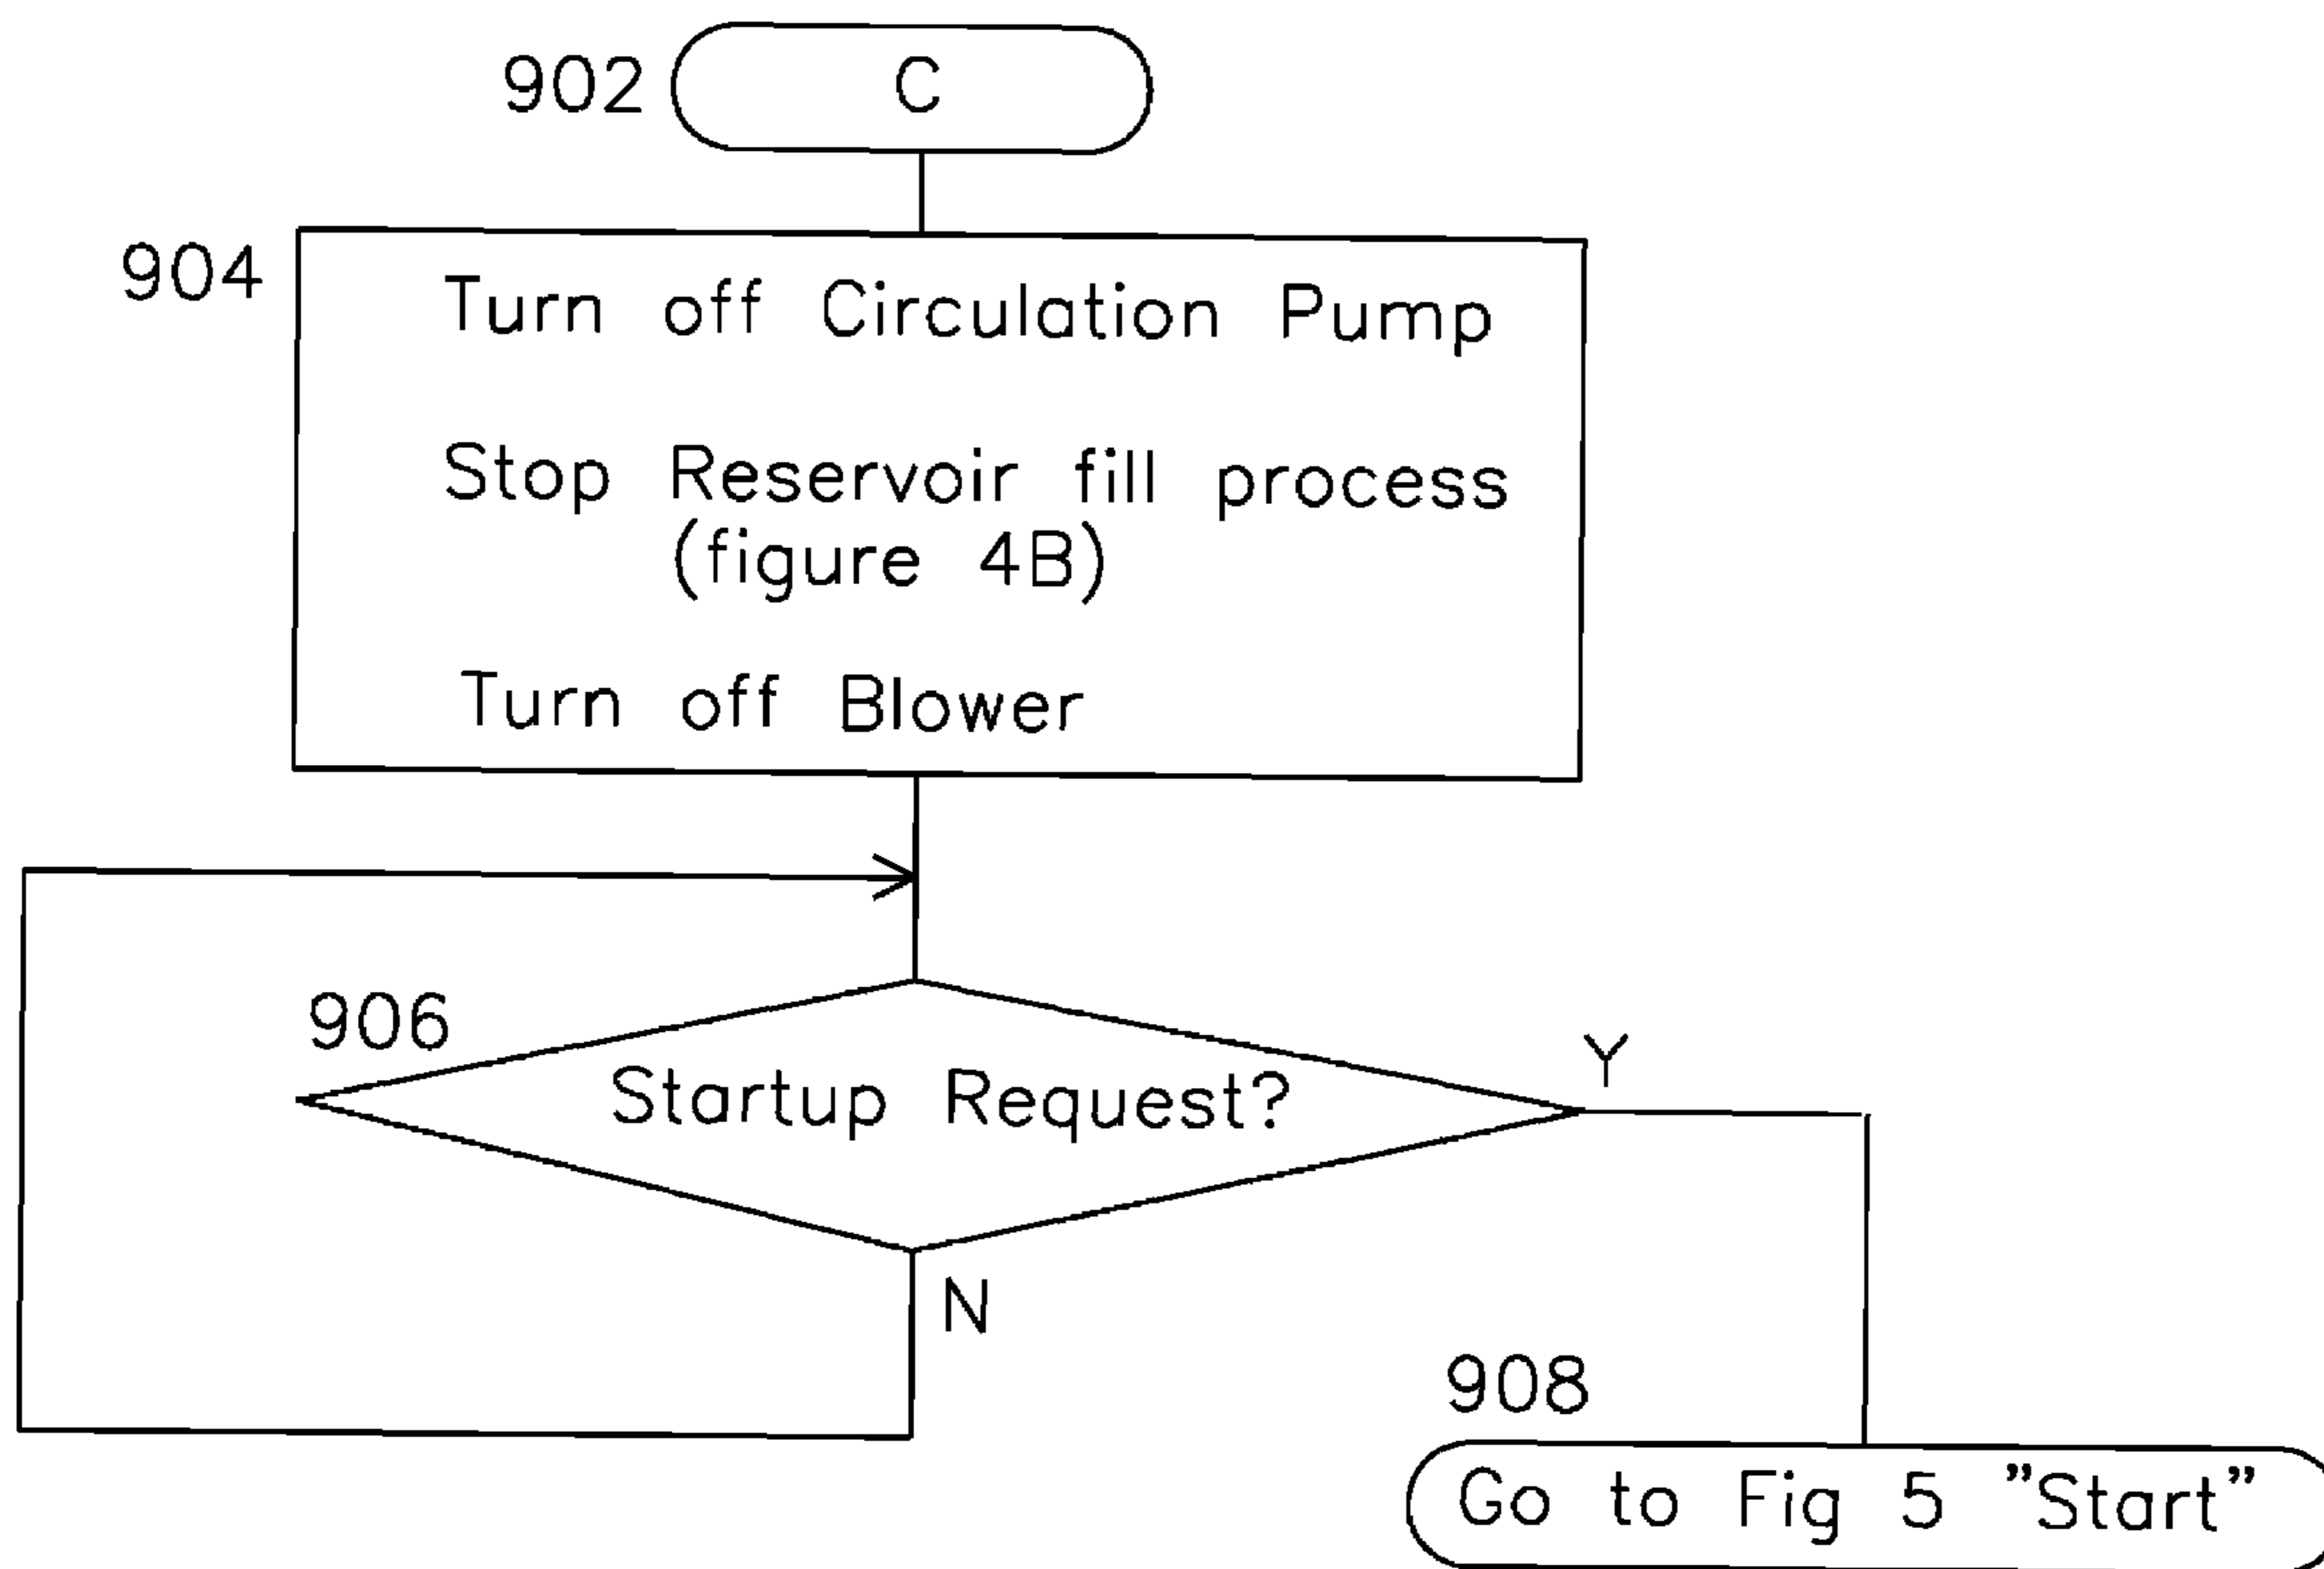 902
C
904
Turn off Circulation Pump
Stop Reservoir fill process
(figure 4B)
Turn off Blower
906
Startup Request?
Y
N
908
Go to Fig 5 ”Start”